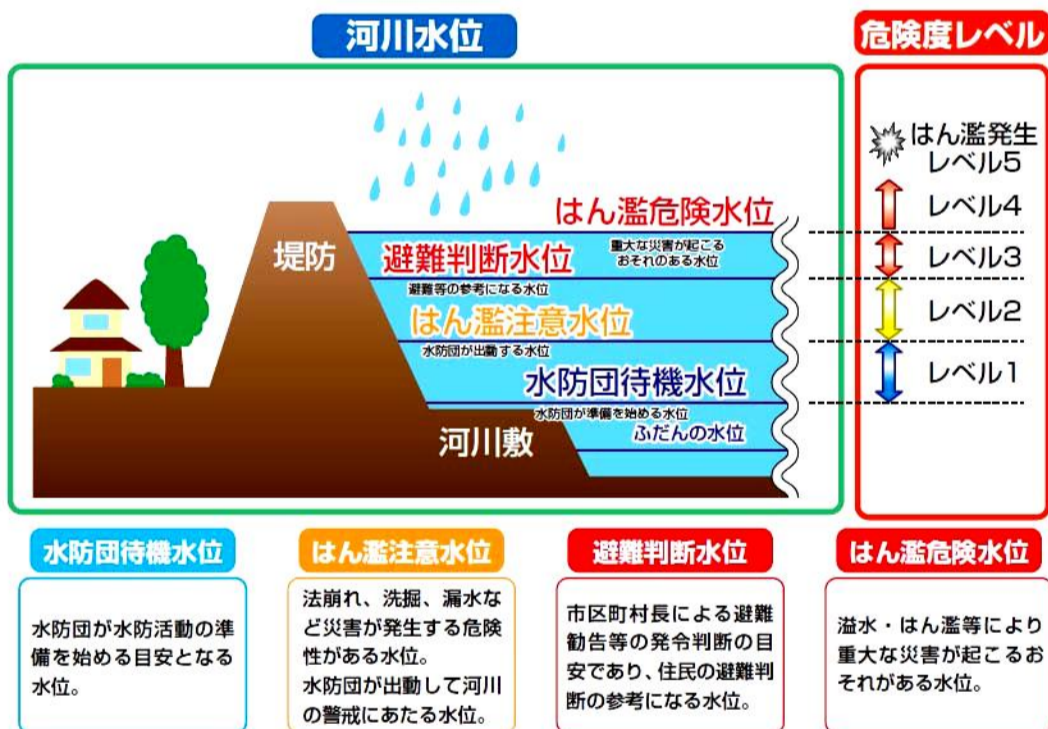 河川水位
危険度レベル
はん濫発生
レベル5
レベル4
はん濫危険水位
重大な災害が起こる
おそれのある水位
堤防
避難判断水位
レベル3
避難等の参考になる水位
はん濫注意水位
レベル2
水防団が出動する水位
水防団待機水位
レベル1
水防団が準備を始める水位
ふだんの水位
河川敷
水防団待機水位
水防団が水防活動の準
備を始める目安となる
水位。
はん濫注意水位
法崩れ、洗掘、漏水な
ど災害が発生する危険
性がある水位。
水防団が出動して河川
の警戒にあたる水位。
避難判断水位
市区町村長による避難
勧告等の発令判断の目
安であり、住民の避難判
断の参考になる水位。
はん濫危険水位
溢水・はん濫等により
重大な災害が起こるお
それがある水位。